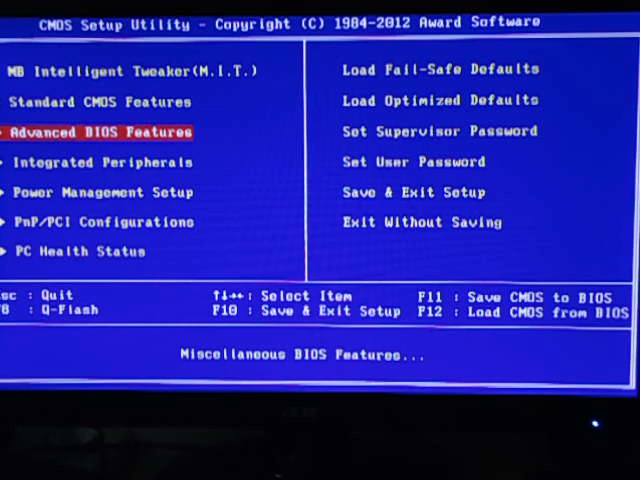 CMOS Setup Utility - Copyright (C) 1984-2012 Award Software
MB Intelligent Tweaker(M.I.T.)
Standard CMOS Features
Advanced BIOS Features
Integrated Peripherals
Power Management Setup
PnP/PCI Configurations
PC Health Status
Load Fail-Safe Defaults
Load Optimized Defaults
Set Supervisor Password
Set User Password
Save & Exit Setup
Exit Without Saving
sc : Quit
↑↓→← : Select Item
F11 : Save CMOS to BIOS
F8 : Q-Flash
F10 : Save & Exit Setup
F12 : Load CMOS from BIOS
Miscellaneous BIOS Features...